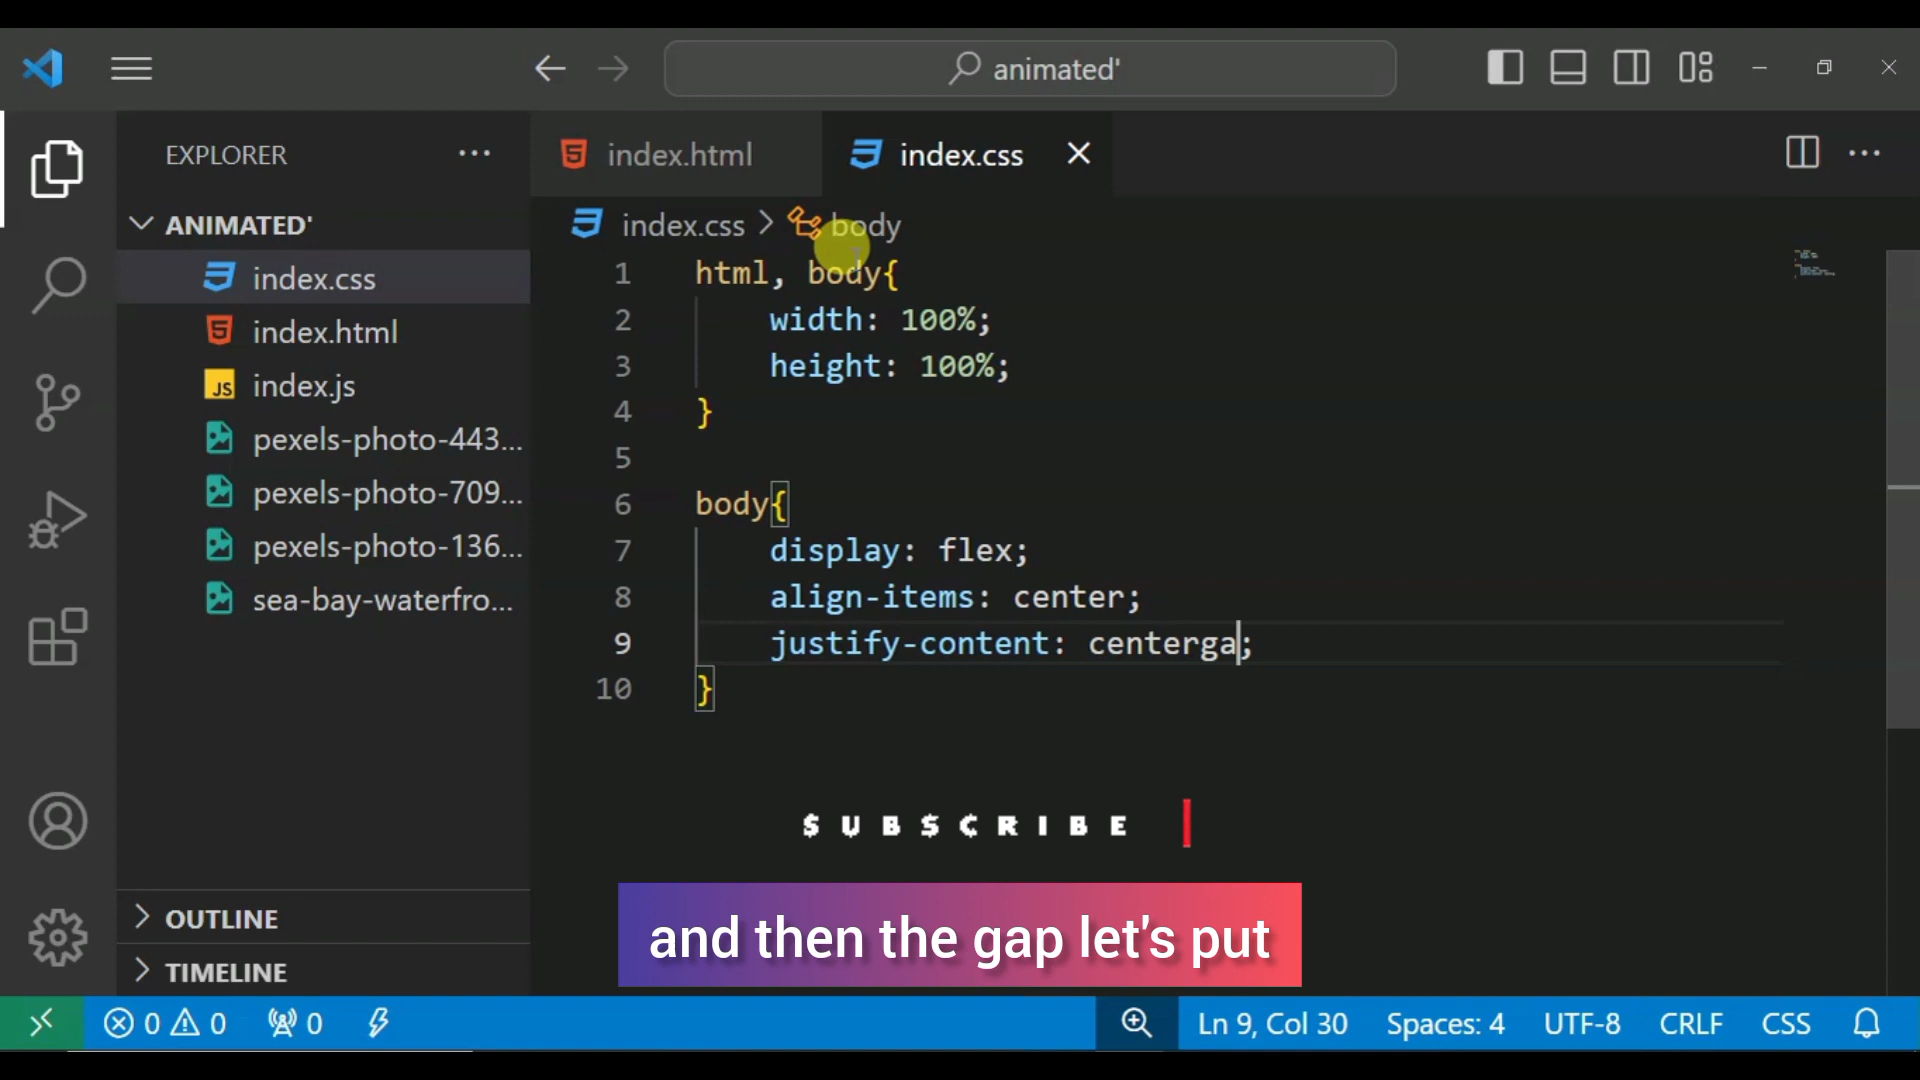 animated'
EXPLORER
index.html
index.css
ANIMATED'
index.css
index.html
JS index.js
pexels-photo-443...
pexels-photo-709...
pexels-photo-136...
sea-bay-waterfro...
OUTLINE
TIMELINE
index.css > body
1 html, body{
2 width: 100%;
3 height: 100%;
4 }
5
6 body{
7 display: flex;
8 align-items: center;
9 justify-content: centerga;
10 }
$UB$CRIBE
and then the gap let's put
0 0 0
Ln 9, Col 30 Spaces: 4 UTF-8 CRLF CSS